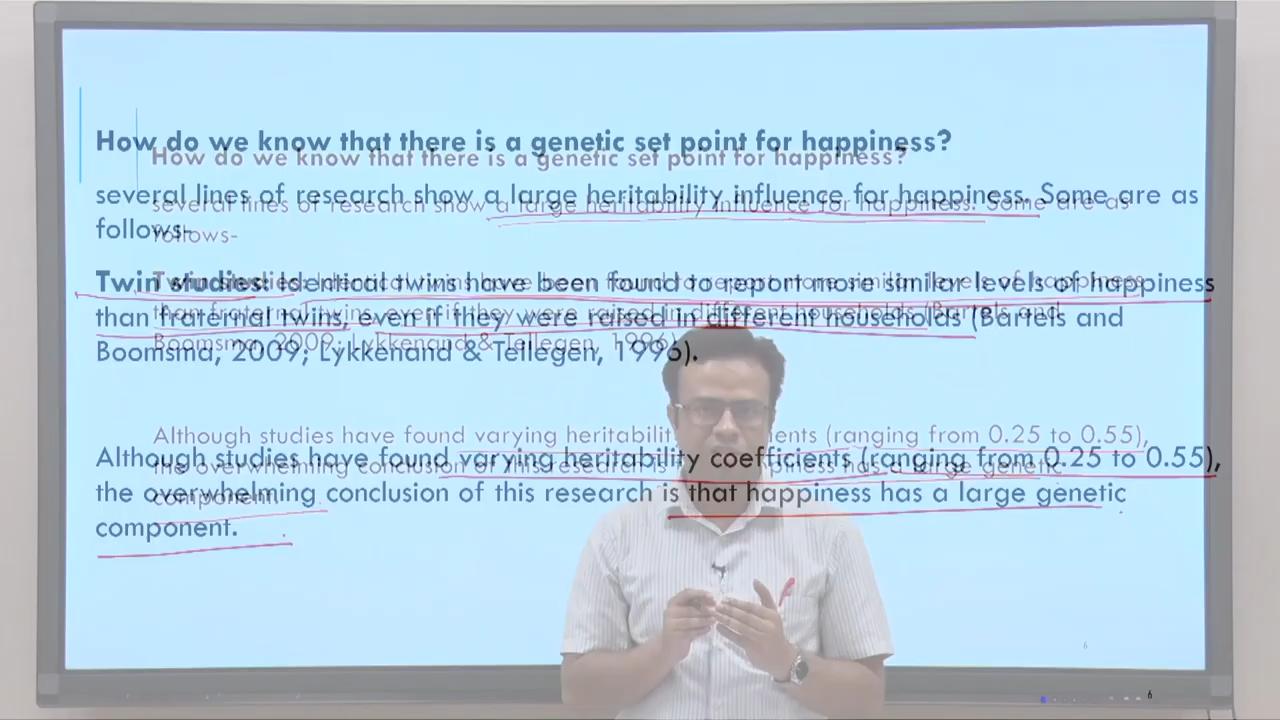 How do we know that there is a genetic set point for happiness?
several lines of research show a large heritability influence for happiness. Some are as
follows-
Twin studies: Identical twins have been found to report more similar levels of happiness
than fraternal twins, even if they were raised in different households (Bartels and
Boomsma, 2009; Lykkenand & Tellegen, 1996).
Although studies have found varying heritability coefficients (ranging from 0.25 to 0.55),
the overwhelming conclusion of this research is that happiness has a large genetic
component.
6